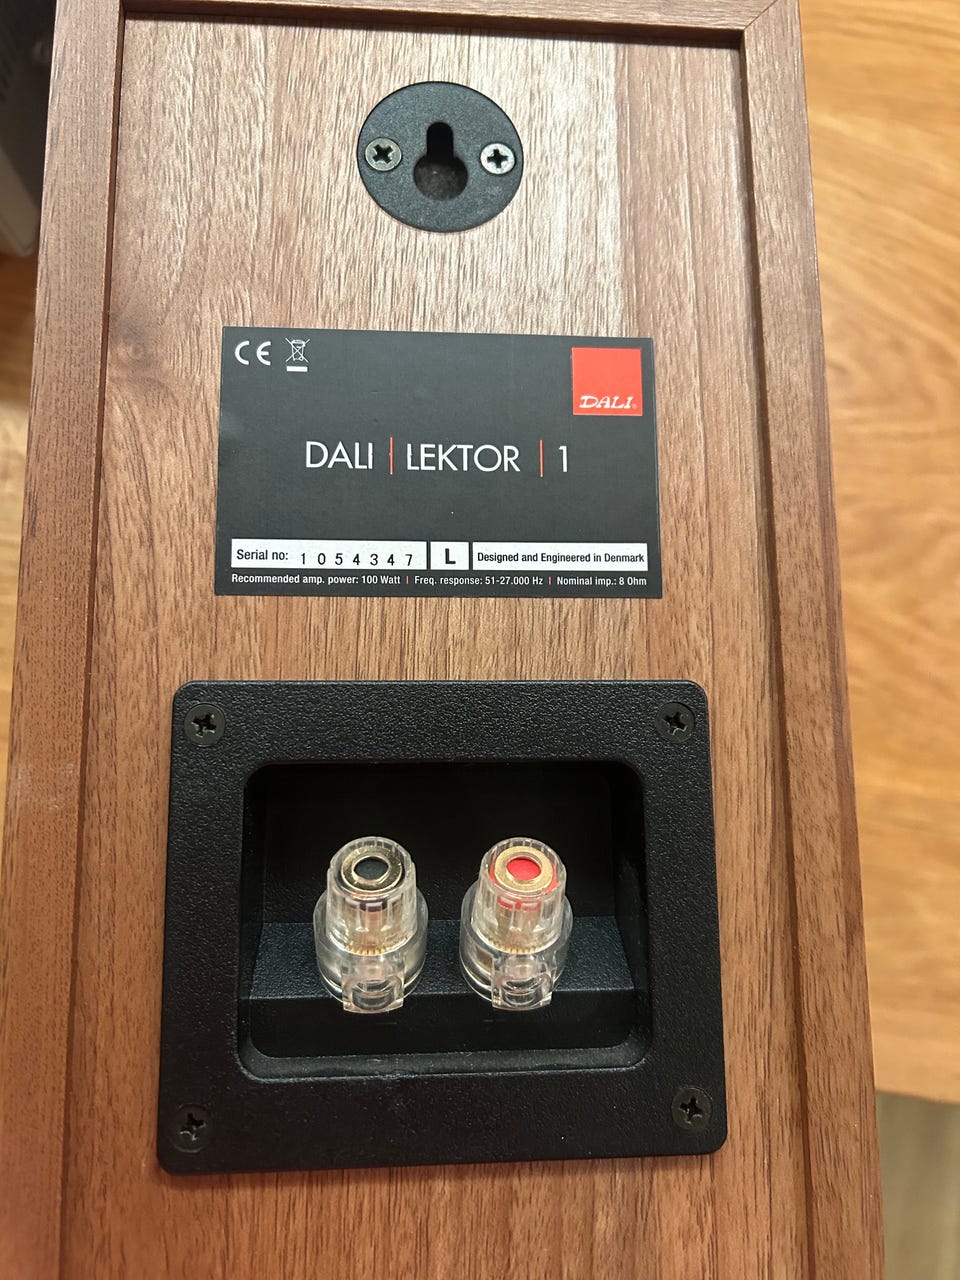 CE
DALI®
DALI | LEKTOR | 1
Serial no: 1054347 L Designed and Engineered in Denmark
Recommended amp. power: 100 Watt | Freq. response: 51-27.000 Hz | Nominal imp.: 8 Ohm